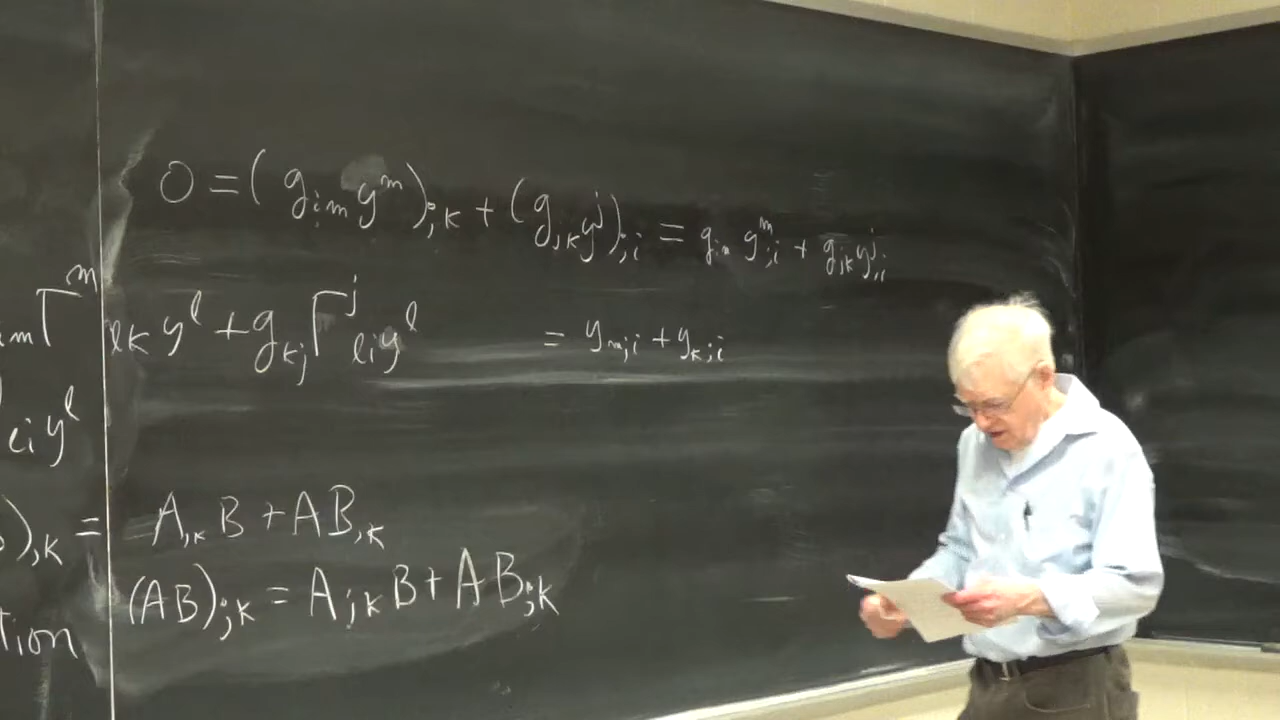 0 = ( g_{im} y^m )_{;k} + ( g_{jk} y^j )_{;i} = g_{im} y^m_{;i} + g_{jk} y^j_{;i}
_{m} Γ^m_{lk} y^l + g_{kj} Γ^j_{li} y^l
= y_{m;i} + y_{k;i}
_{li} y^l
)_{,k} = A_{,k} B + A B_{,k}
(AB)_{;k} = A_{;k} B + A B_{;k}
tion